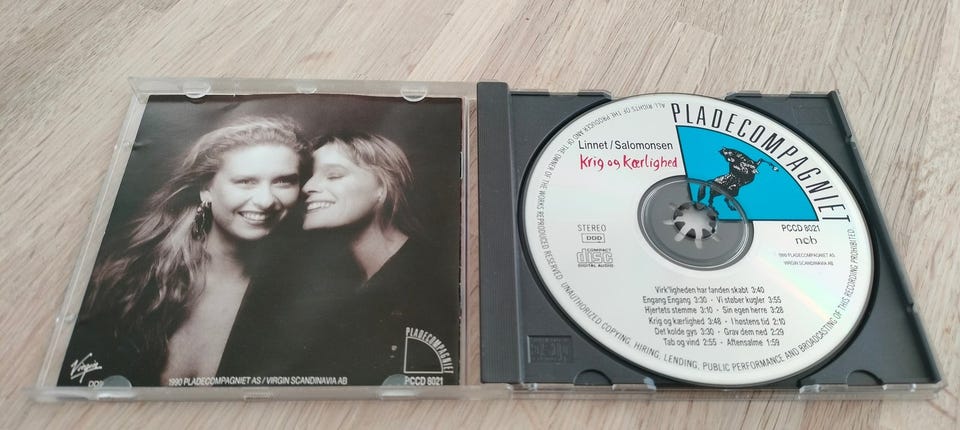 Virgin
1990 PLADECOMPAGNIET AS / VIRGIN SCANDINAVIA AB
PLADECOMPAGNIET
PCCD 8021
PLADECOMPAGNIET
Linnet / Salomonsen
Krig og Kærlighed
STEREO
DDD
COMPACT
disc
DIGITAL AUDIO
PCCD 8021
ncb
1990 PLADECOMPAGNIET AS
VIRGIN SCANDINAVIA AB
Virk'ligheden har fanden skabt 3:40
Engang Engang 3:30 · Vi støber kugler 3:55
Hjertets stemme 3:10 · Sin egen herre 3:28
Krig og kærlighed 3:48 · I høstens tid 2:10
Det kolde gys 3:30 · Grav dem ned 2:29
Tab og vind 2:55 · Aftensalme 1:59
ALL RIGHTS OF THE PRODUCER AND OF THE OWNER OF THE WORKS REPRODUCED RESERVED. UNAUTHORIZED COPYING, HIRING, LENDING, PUBLIC PERFORMANCE AND BROADCASTING OF THIS RECORDING PROHIBITED.